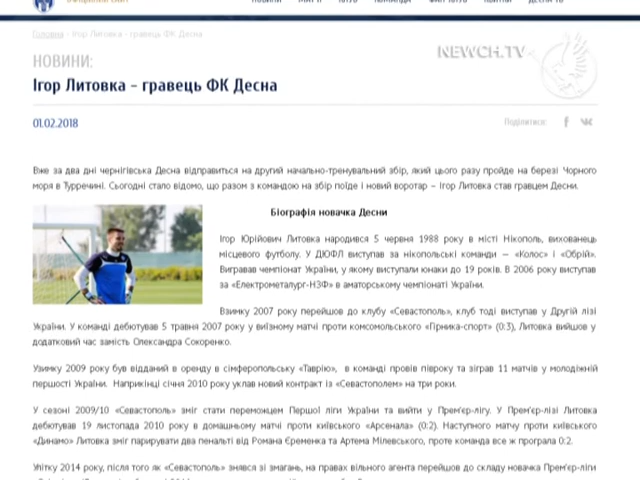 Головна - Ігор Литовка - гравець ФК Десна
НОВИНИ:
NEWCH.TV
Ігор Литовка - гравець ФК Десна
01.02.2018
Поділитися:
Вже за два дні чернігівська Десна відправиться на другий начально-тренувальний збір, який цього разу пройде на березі Чорного
моря в Туреччині. Сьогодні стало відомо, що разом з командою на збір поїде і новий воротар – Ігор Литовка став гравцем Десни.
Біографія новачка Десни
Ігор Юрійович Литовка народився 5 червня 1988 року в місті Нікополь, вихованець
місцевого футболу. У ДЮФЛ виступав за нікопольські команди — «Колос» і «Обрій».
Вигравав чемпіонат України, у якому виступали юнаки до 19 років. В 2006 року виступав
за «Електрометалург-НЗФ» в аматорському чемпіонаті України.
Взимку 2007 року перейшов до клубу «Севастополь», клуб тоді виступав у Другій лізі
України. У команді дебютував 5 травня 2007 року у виїзному матчі проти комсомольського «Гірника-спорт» (0:3), Литовка вийшов у
додатковий час замість Олександра Сокоренко.
Узимку 2009 року був відданий в оренду в сімферопольську «Таврію», в команді провів півроку та зіграв 11 матчів у молодіжній
першості України. Наприкінці січня 2010 року уклав новий контракт із «Севастополем» на три роки.
У сезоні 2009/10 «Севастополь» зміг стати переможцем Першої ліги України та вийти у Прем'єр-лігу. У Прем'єр-лізі Литовка
дебютував 19 листопада 2010 року в домашньому матчі проти київського «Арсенала» (0:2). Наступного матчу проти київського
«Динамо» Литовка зміг парирувати два пенальті від Романа Єременка та Артема Мілевського, проте команда все ж програла 0:2.
Улітку 2014 року, після того як «Севастополь» знявся зі змагань, на правах вільного агента перейшов до складу новачка Прем'єр-ліги